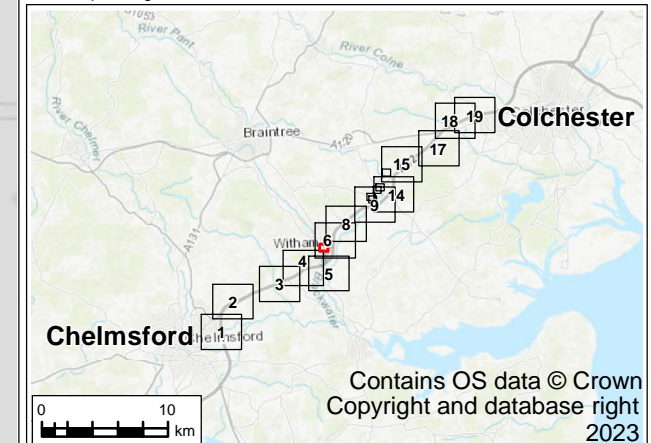 River Pant
River Colne
River Chelmer
Braintree
A120
A131
18
19
Colchester
17
15
14
9
8
Witham
6
4
5
3
2
Chelmsford
1
Chelmsford
Contains OS data © Crown
Copyright and database right
2023
0
10
km